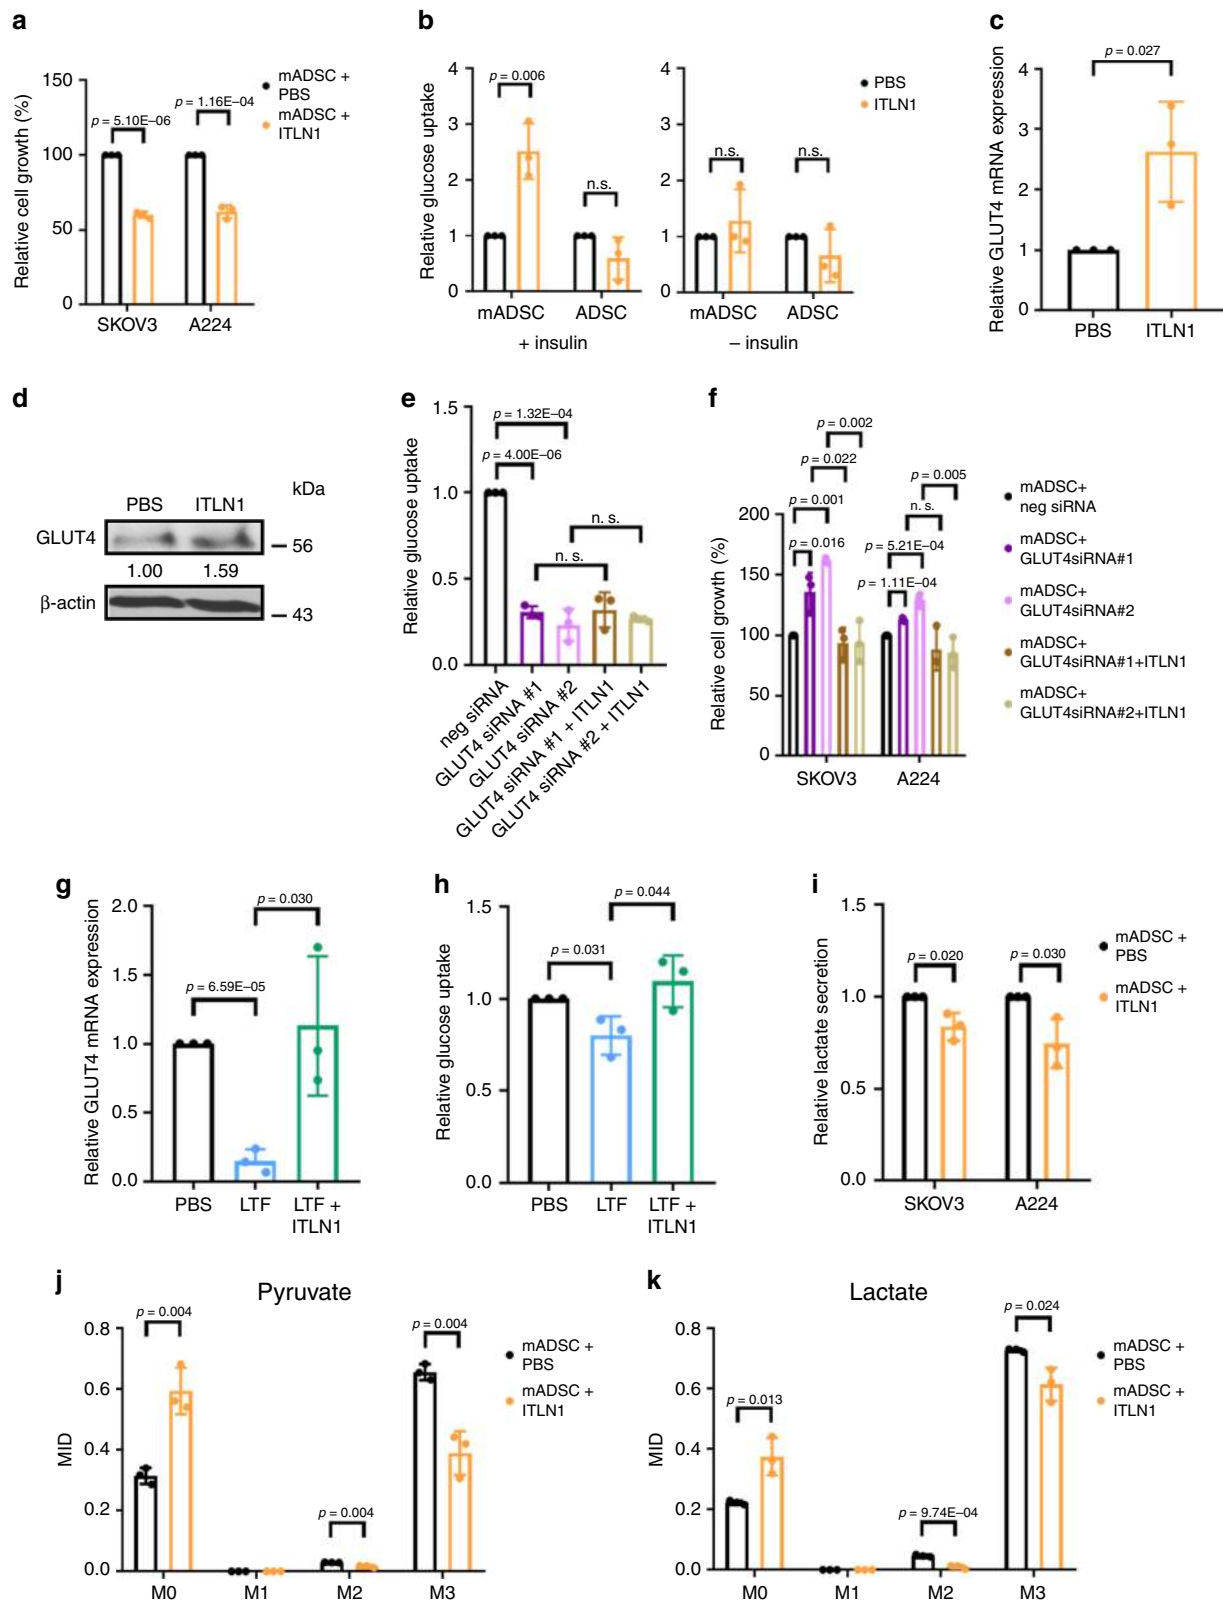 a
Relative cell growth (%)
150
100
50
0
p = 5.10E–06
p = 1.16E–04
SKOV3
A224
mADSC +
PBS
mADSC +
ITLN1
b
Relative glucose uptake
4
3
2
1
0
p = 0.006
n.s.
mADSC
ADSC
+ insulin
4
3
2
1
0
n.s.
n.s.
mADSC
ADSC
– insulin
PBS
ITLN1
c
Relative GLUT4 mRNA expression
4
3
2
1
0
p = 0.027
PBS
ITLN1
d
PBS
ITLN1
kDa
GLUT4
56
1.00
1.59
β-actin
43
e
Relative glucose uptake
1.5
1.0
0.5
0.0
p = 1.32E–04
p = 4.00E–06
n. s.
n. s.
neg siRNA
GLUT4 siRNA #1
GLUT4 siRNA #2
GLUT4 siRNA #1 + ITLN1
GLUT4 siRNA #2 + ITLN1
f
Relative cell growth (%)
200
150
100
50
0
p = 0.002
p = 0.022
p = 0.001
p = 0.016
p = 0.005
n. s.
p = 5.21E–04
p = 1.11E–04
SKOV3
A224
mADSC+
neg siRNA
mADSC+
GLUT4siRNA#1
mADSC+
GLUT4siRNA#2
mADSC+
GLUT4siRNA#1+ITLN1
mADSC+
GLUT4siRNA#2+ITLN1
g
Relative GLUT4 mRNA expression
2.0
1.5
1.0
0.5
0.0
p = 0.030
p = 6.59E–05
PBS
LTF
LTF +
ITLN1
h
Relative glucose uptake
1.5
1.0
0.5
0.0
p = 0.044
p = 0.031
PBS
LTF
LTF +
ITLN1
i
Relative lactate secretion
1.5
1.0
0.5
0.0
p = 0.020
p = 0.030
SKOV3
A224
mADSC +
PBS
mADSC +
ITLN1
j
Pyruvate
MID
0.8
0.6
0.4
0.2
0.0
p = 0.004
p = 0.004
p = 0.004
M0
M1
M2
M3
mADSC +
PBS
mADSC +
ITLN1
k
Lactate
MID
0.8
0.6
0.4
0.2
0.0
p = 0.013
p = 9.74E–04
p = 0.024
M0
M1
M2
M3
mADSC +
PBS
mADSC +
ITLN1